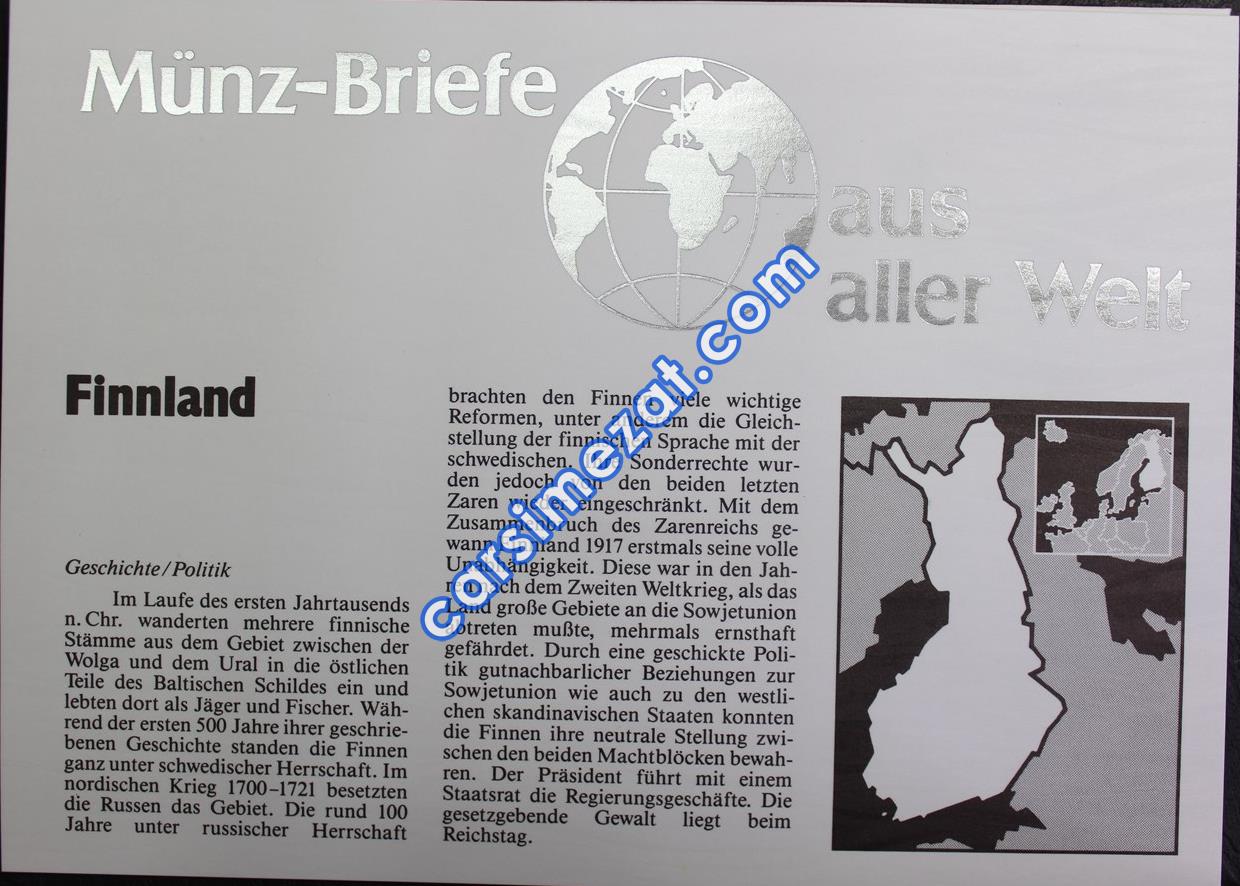 Münz-Briefe
aus
aller Welt
Finnland
Geschichte/Politik
Im Laufe des ersten Jahrtausends
n. Chr. wanderten mehrere finnische
Stämme aus dem Gebiet zwischen der
Wolga und dem Ural in die östlichen
Teile des Baltischen Schildes ein und
lebten dort als Jäger und Fischer. Wäh-
rend der ersten 500 Jahre ihrer geschrie-
benen Geschichte standen die Finnen
ganz unter schwedischer Herrschaft. Im
nordischen Krieg 1700–1721 besetzten
die Russen das Gebiet. Die rund 100
Jahre unter russischer Herrschaft
brachten den Finnen viele wichtige
Reformen, unter anderem die Gleich-
stellung der finnischen Sprache mit der
schwedischen. Ihre Sonderrechte wur-
den jedoch von den beiden letzten
Zaren wieder eingeschränkt. Mit dem
Zusammenbruch des Zarenreichs ge-
wann Finnland 1917 erstmals seine volle
Unabhängigkeit. Diese war in den Jah-
ren nach dem Zweiten Weltkrieg, als das
Land große Gebiete an die Sowjetunion
abtreten mußte, mehrmals ernsthaft
gefährdet. Durch eine geschickte Poli-
tik gutnachbarlicher Beziehungen zur
Sowjetunion wie auch zu den westli-
chen skandinavischen Staaten konnten
die Finnen ihre neutrale Stellung zwi-
schen den beiden Machtblöcken bewah-
ren. Der Präsident führt mit einem
Staatsrat die Regierungsgeschäfte. Die
gesetzgebende Gewalt liegt beim
Reichstag.
carsimezat.com